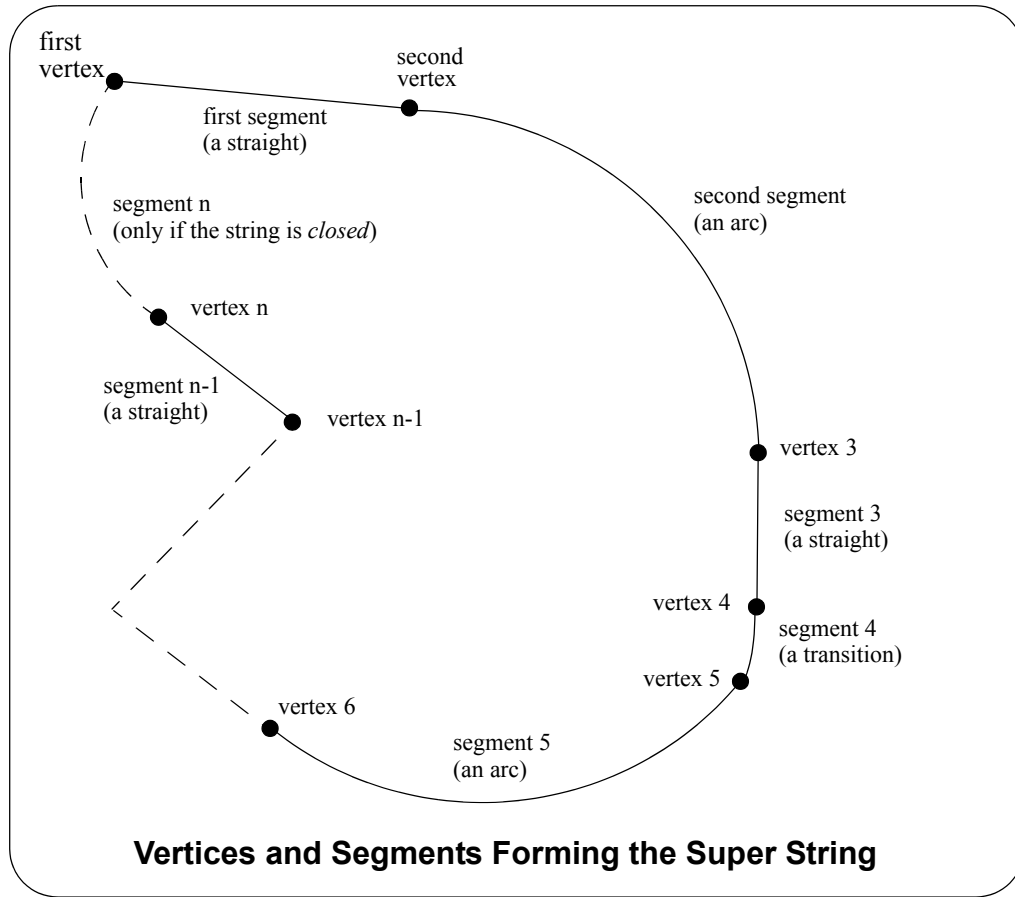 first
vertex
second
vertex
first segment
(a straight)
second segment
(an arc)
segment n
(only if the string is closed)
vertex n
segment n-1
(a straight)
vertex n-1
vertex 3
segment 3
(a straight)
vertex 4
segment 4
(a transition)
vertex 5
vertex 6
segment 5
(an arc)
Vertices and Segments Forming the Super String